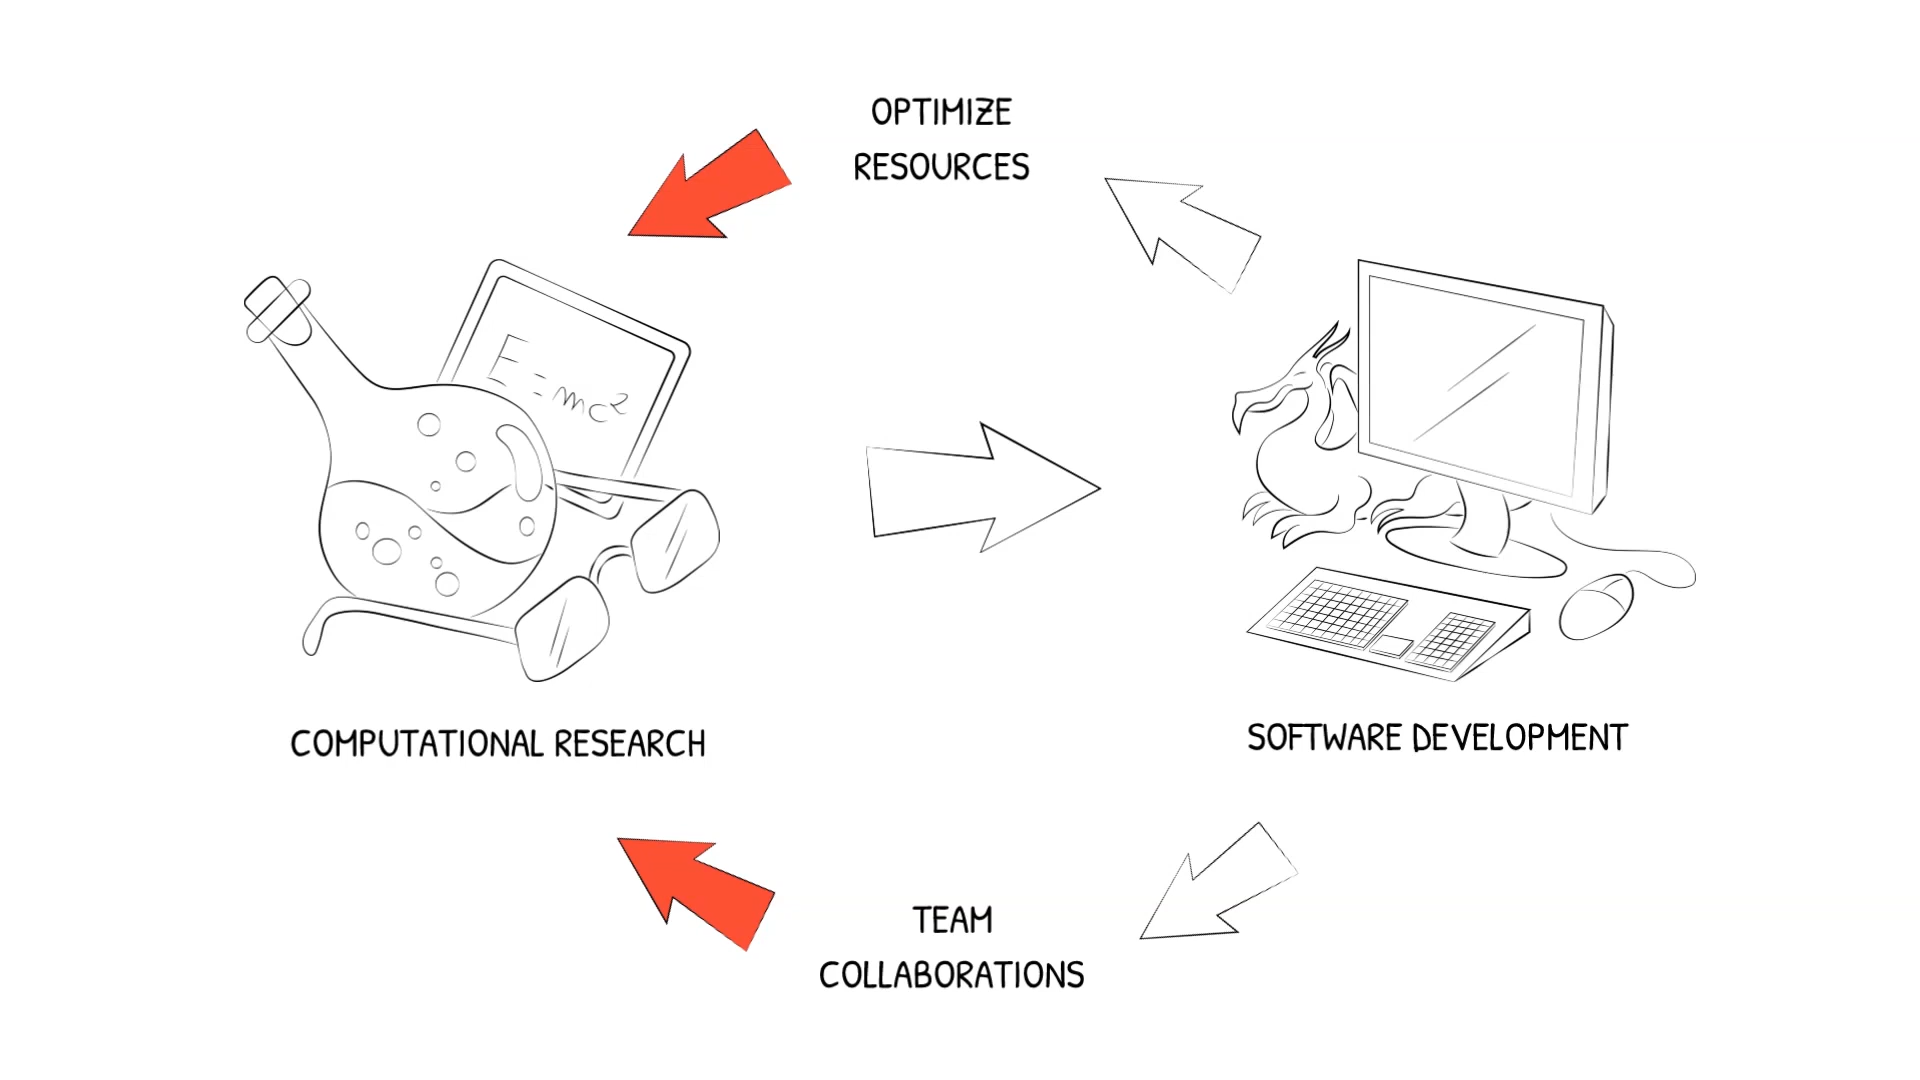 OPTIMIZE
RESOURCES
E = mc²
COMPUTATIONAL RESEARCH
SOFTWARE DEVELOPMENT
TEAM
COLLABORATIONS